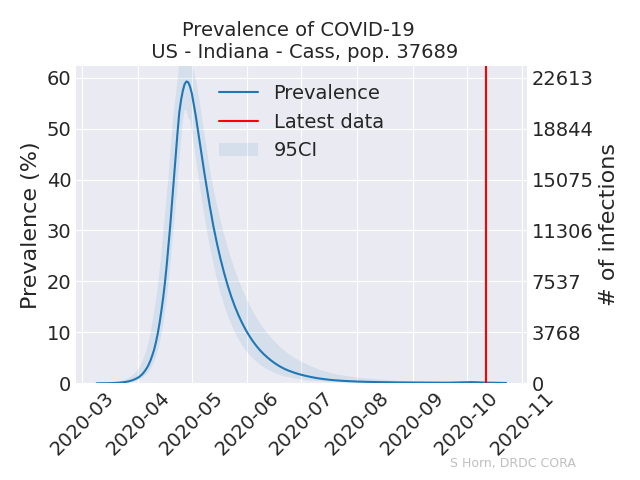 Prevalence of COVID-19
US - Indiana - Cass, pop. 37689
Prevalence (%)
60
50
40
30
20
10
0
Prevalence
Latest data
95CI
22613
18844
15075
11306
7537
3768
0
# of infections
2020-03
2020-04
2020-05
2020-06
2020-07
2020-08
2020-09
2020-10
2020-11
S Horn, DRDC CORA